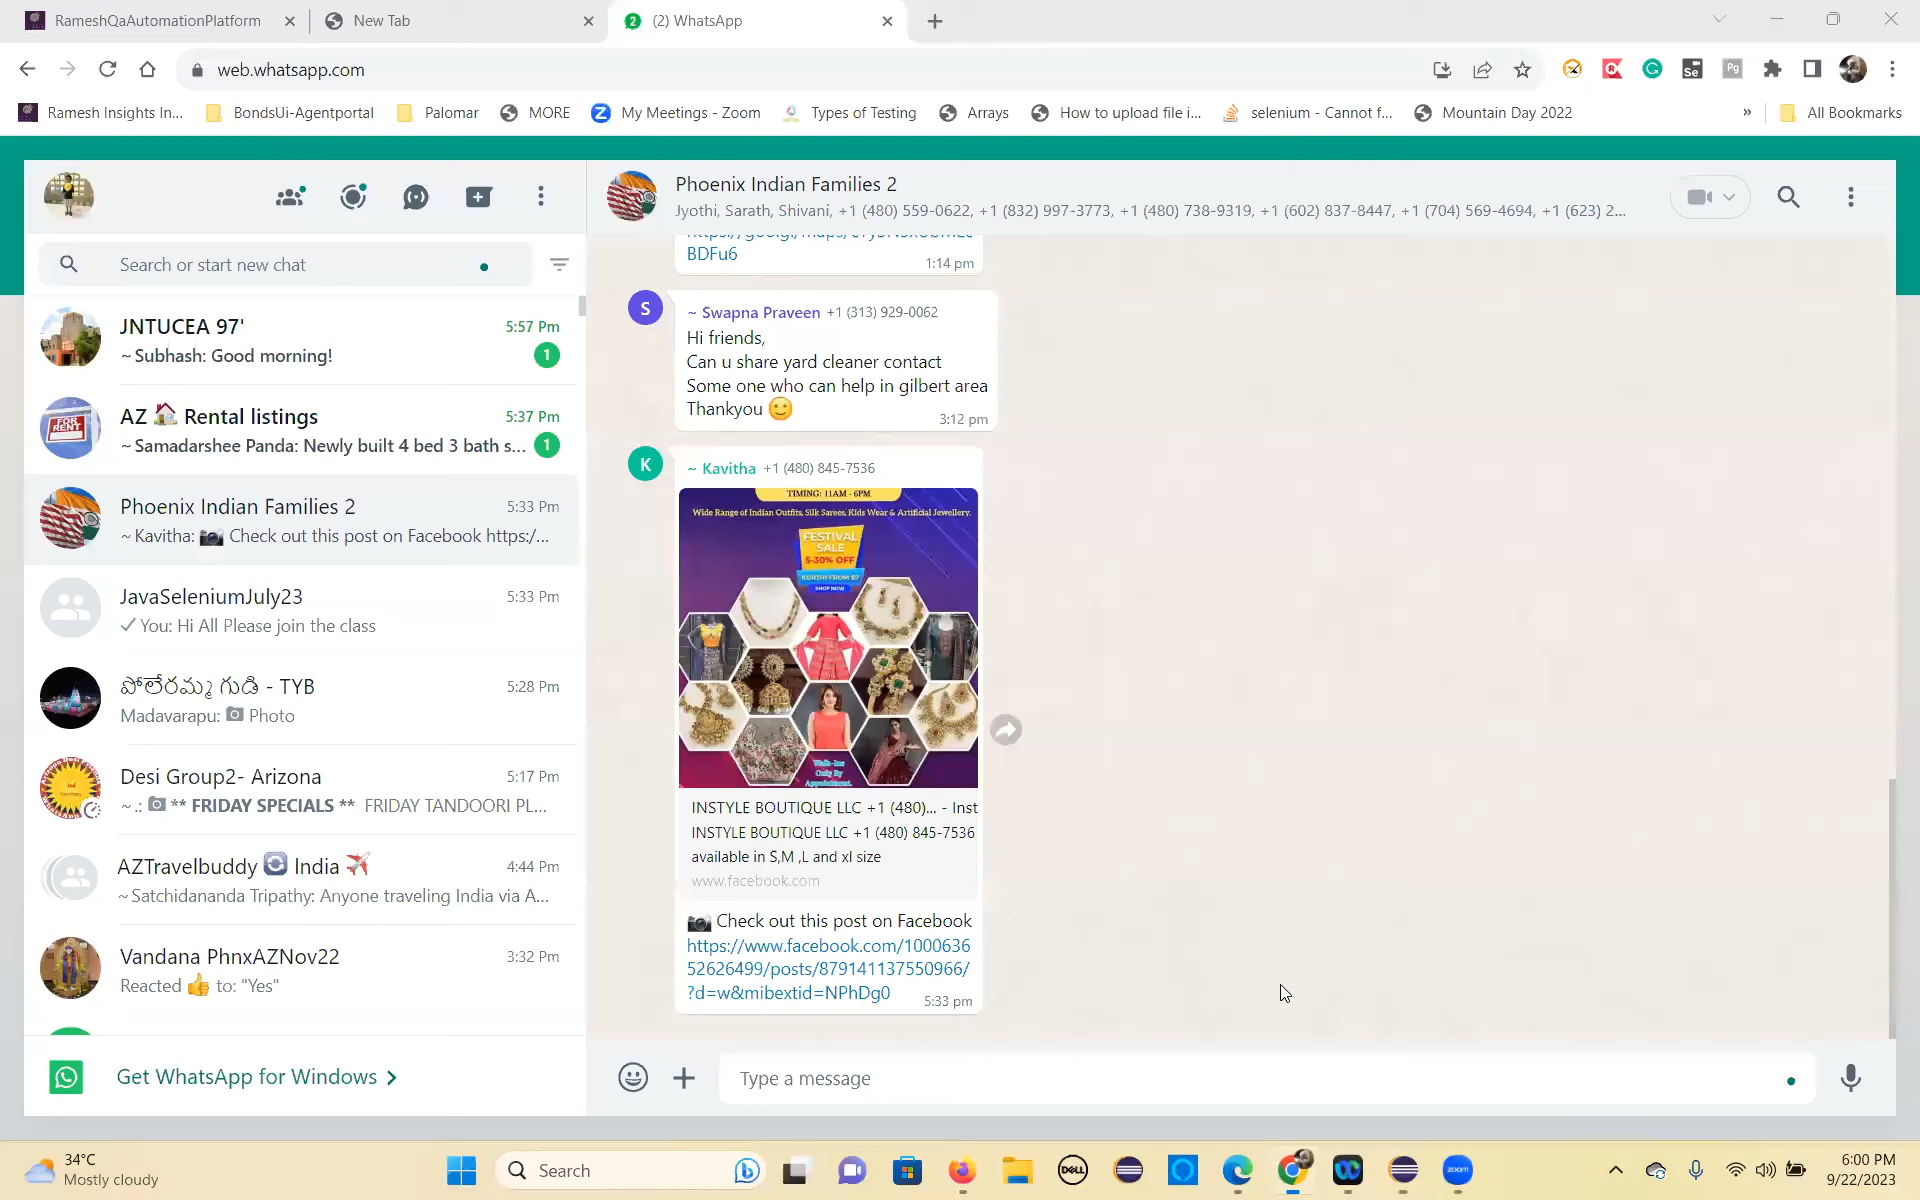 RameshQaAutomationPlatform
New Tab
(2) WhatsApp
web.whatsapp.com
Ramesh Insights In...
BondsUi-Agentportal
Palomar
MORE
My Meetings - Zoom
Types of Testing
Arrays
How to upload file i...
selenium - Cannot f...
Mountain Day 2022
»
All Bookmarks
Search or start new chat
JNTUCEA 97'
5:57 Pm
~ Subhash: Good morning!
1
AZ 🏠 Rental listings
5:37 Pm
~ Samadarshee Panda: Newly built 4 bed 3 bath s...
1
Phoenix Indian Families 2
5:33 Pm
~ Kavitha: 📷 Check out this post on Facebook https:/...
JavaSeleniumJuly23
5:33 Pm
You: Hi All Please join the class
పోలేరమ్మ గుడి - TYB
5:28 Pm
Madavarapu: Photo
Desi Group2- Arizona
5:17 Pm
~ .: ** FRIDAY SPECIALS ** FRIDAY TANDOORI PL...
AZTravelbuddy 🔄 India ✈️
4:44 Pm
~ Satchidananda Tripathy: Anyone traveling India via A...
Vandana PhnxAZNov22
3:32 Pm
Reacted 👍 to: "Yes"
Get WhatsApp for Windows
Phoenix Indian Families 2
Jyothi, Sarath, Shivani, +1 (480) 559-0622, +1 (832) 997-3773, +1 (480) 738-9319, +1 (602) 837-8447, +1 (704) 569-4694, +1 (623) 2...
BDFu6
1:14 pm
S
~ Swapna Praveen +1 (313) 929-0062
Hi friends,
Can u share yard cleaner contact
Some one who can help in gilbert area
Thankyou 🙂
3:12 pm
K
~ Kavitha +1 (480) 845-7536
TIMING: 11AM - 6PM
Wide Range of Indian Outfits, Silk Sarees, Kids Wear & Artificial Jewellery.
FESTIVAL
SALE
5-30% OFF
KURTHI FROM $7
SHOP NOW
Walk-Ins
Only By
Appointment.
INSTYLE BOUTIQUE LLC +1 (480)... - Inst
INSTYLE BOUTIQUE LLC +1 (480) 845-7536
available in S,M ,L and xl size
www.facebook.com
📷 Check out this post on Facebook
https://www.facebook.com/1000636
52626499/posts/879141137550966/
?d=w&mibextid=NPhDg0
5:33 pm
Type a message
34°C
Mostly cloudy
Search
DELL
zoom
6:00 PM
9/22/2023